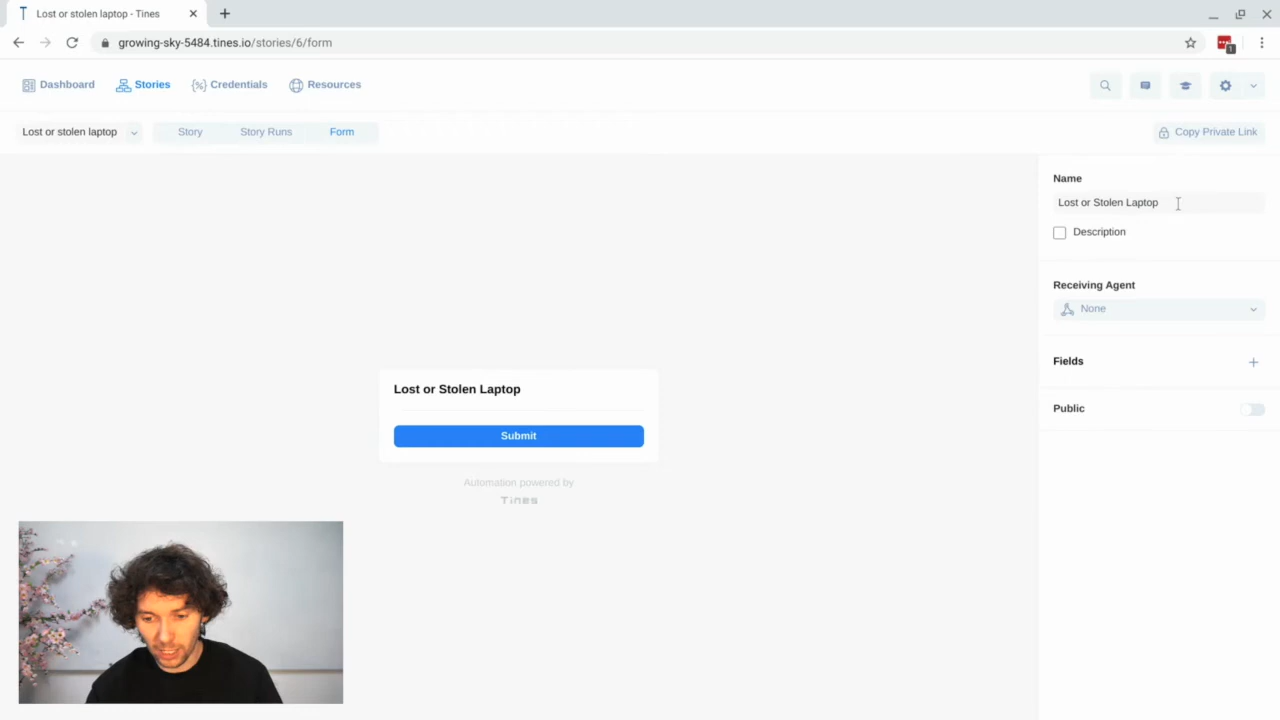 Lost or stolen laptop - Tines
growing-sky-5484.tines.io/stories/6/form
1
Dashboard
Stories
Credentials
Resources
Lost or stolen laptop
Story
Story Runs
Form
Copy Private Link
Name
Lost or Stolen Laptop
Description
Receiving Agent
None
Fields
Public
Lost or Stolen Laptop
Submit
Automation powered by
Tines